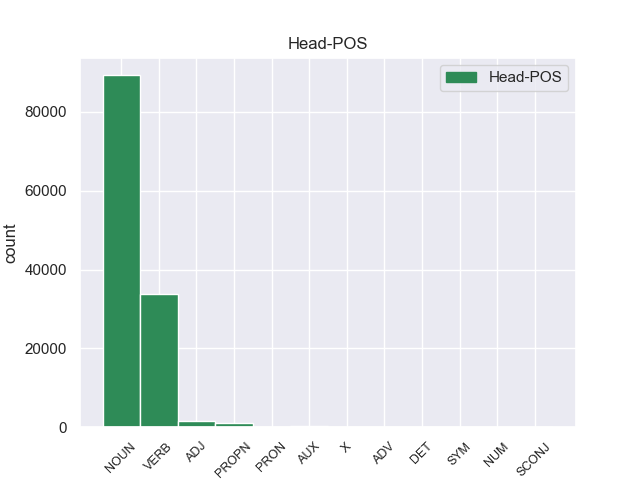 Head-POS
Head-POS
count
80000
60000
40000
20000
0
NOUN VERB ADJ PROPN PRON AUX X ADV DET SYM NUM SCONJ